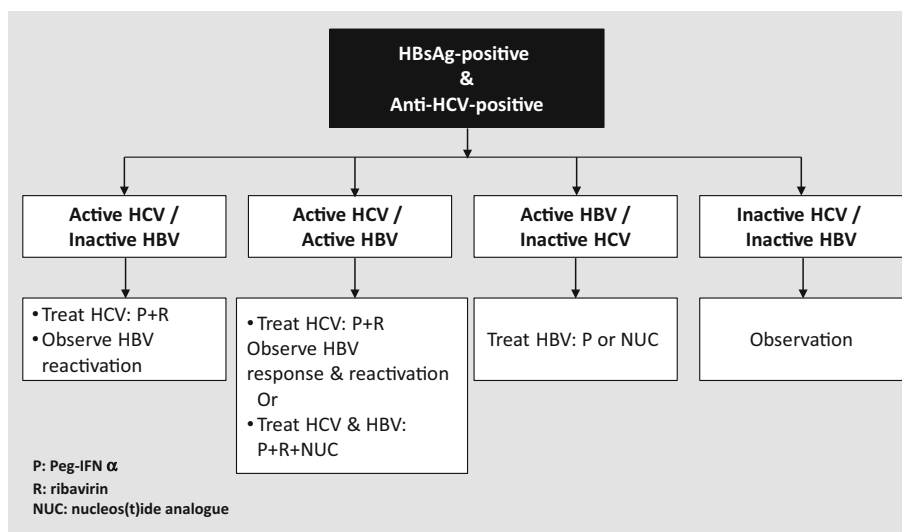 HBsAg-positive
&
Anti-HCV-positive
Active HCV /
Inactive HBV
Active HCV /
Active HBV
Active HBV /
Inactive HCV
Inactive HCV /
Inactive HBV
•Treat HCV: P+R
•Observe HBV
reactivation
•Treat HCV: P+R
Observe HBV
response & reactivation
Or
•Treat HCV & HBV:
P+R+NUC
Treat HBV: P or NUC
Observation
P: Peg-IFN α
R: ribavirin
NUC: nucleos(t)ide analogue